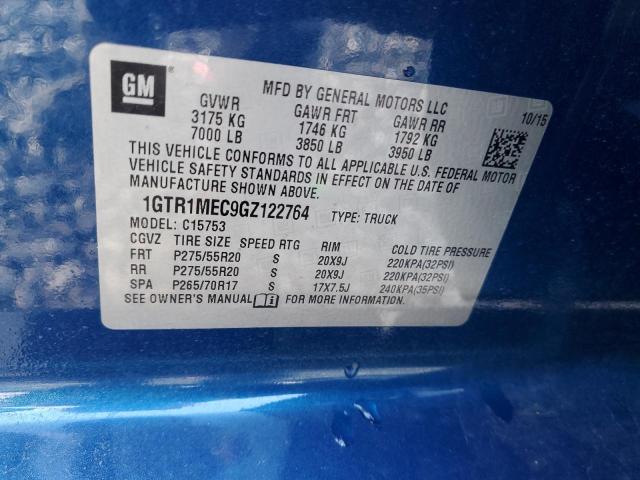 GM
MFD BY GENERAL MOTORS LLC
10/15
GVWR GAWR FRT GAWR RR
3175 KG 1746 KG 1792 KG
7000 LB 3850 LB 3950 LB
THIS VEHICLE CONFORMS TO ALL APPLICABLE U.S. FEDERAL MOTOR
VEHICLE SAFETY STANDARDS IN EFFECT ON THE DATE OF
MANUFACTURE SHOWN ABOVE.
1GTR1MEC9GZ122764 TYPE: TRUCK
MODEL: C15753
CGVZ TIRE SIZE SPEED RTG RIM COLD TIRE PRESSURE
FRT P275/55R20 S 20X9J 220KPA(32PSI)
RR P275/55R20 S 20X9J 220KPA(32PSI)
SPA P265/70R17 S 17X7.5J 240KPA(35PSI)
SEE OWNER'S MANUAL FOR MORE INFORMATION.